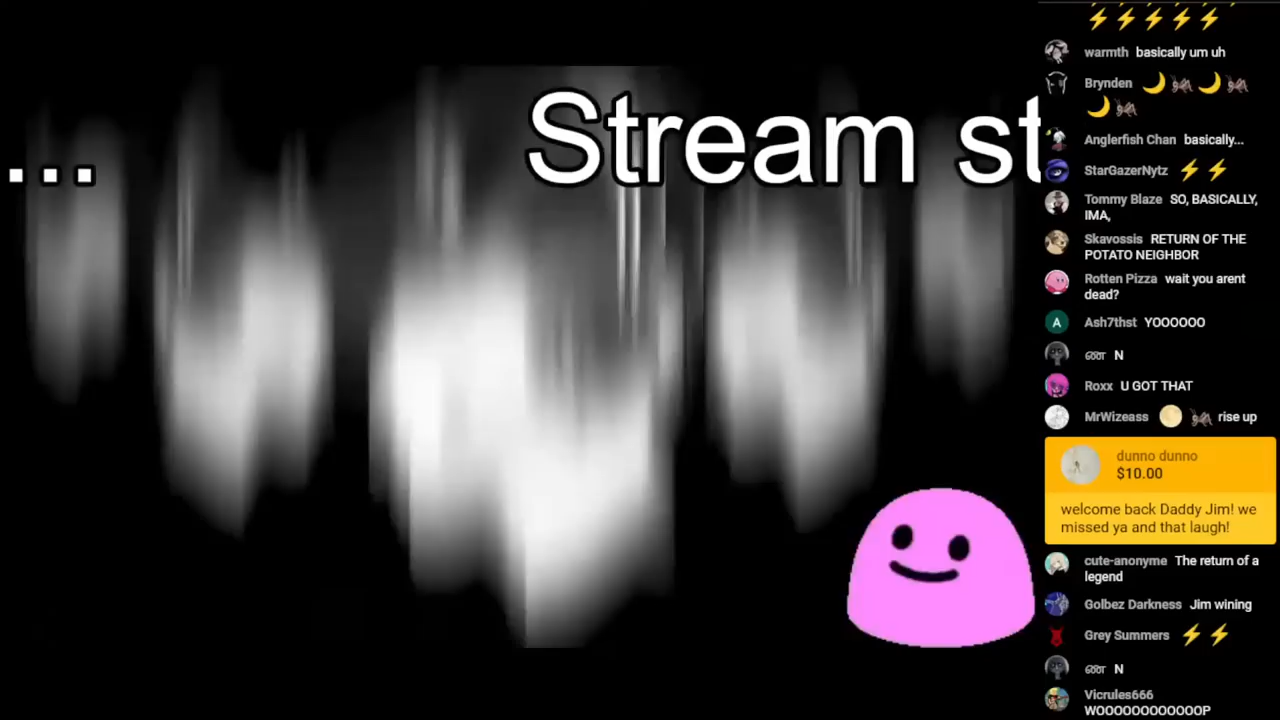 ... Stream st
⚡⚡⚡⚡⚡
warmth basically um uh
Brynden 🌙🐜🌙🐜
🌙🐜
Anglerfish Chan basically...
StarGazerNytz ⚡⚡
Tommy Blaze SO, BASICALLY,
IMA,
Skavossis RETURN OF THE
POTATO NEIGHBOR
Rotten Pizza wait you arent
dead?
A
Ash7thst YOOOOOO
N
Roxx U GOT THAT
MrWizeass 🌕🐜 rise up
dunno dunno
$10.00
welcome back Daddy Jim! we
missed ya and that laugh!
cute-anonyme The return of a
legend
Golbez Darkness Jim wining
Grey Summers ⚡⚡
N
Vicrules666
WOOOOOOOOOOOP